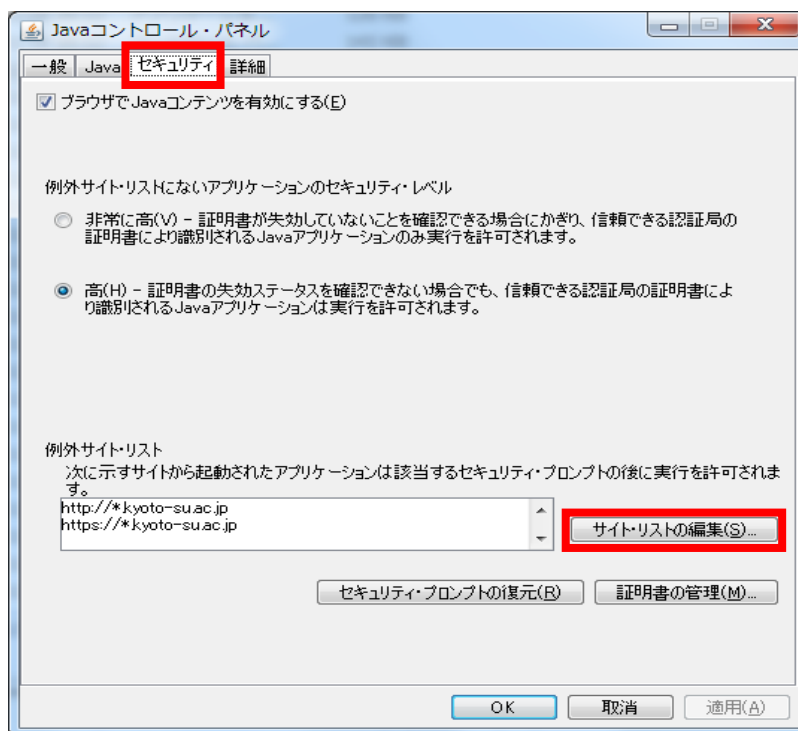 Javaコントロール・パネル
一般 Java セキュリティ 詳細
ブラウザでJavaコンテンツを有効にする(E)
例外サイト・リストにないアプリケーションのセキュリティ・レベル
非常に高(V) - 証明書が失効していないことを確認できる場合にかぎり、信頼できる認証局の
証明書により識別されるJavaアプリケーションのみ実行を許可されます。
高(H) - 証明書の失効ステータスを確認できない場合でも、信頼できる認証局の証明書によ
り識別されるJavaアプリケーションは実行を許可されます。
例外サイト・リスト
次に示すサイトから起動されたアプリケーションは該当するセキュリティ・プロンプトの後に実行を許可されま
す。
http://*.kyoto-su.ac.jp
https://*.kyoto-su.ac.jp
サイト・リストの編集(S)...
セキュリティ・プロンプトの復元(R) 証明書の管理(M)...
OK 取消 適用(A)